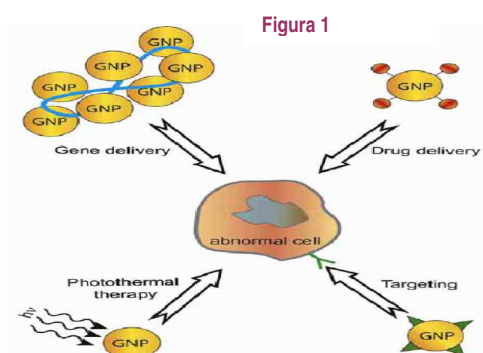 Figura 1
GNP
GNP
GNP
GNP
GNP
GNP
GNP
GNP
Gene delivery
Drug delivery
abnormal cell
Photothermal
therapy
Targeting
hν
GNP
GNP